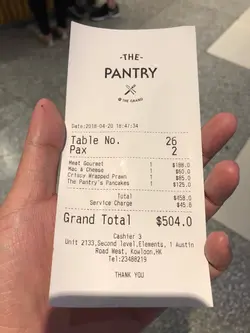 -THE-
PANTRY
@ THE GRAND
Date:2018-04-20 18:47:34
Table No. 26
Pax 2
Meat Gourmet 1 $188.0
Mac & Cheese 1 $60.0
Crispy Wrapped Prawn 1 $85.0
The Pantry's Pancakes 1 $125.0
Total $458.0
Service Charge $45.8
Grand Total $504.0
Cashier 3
Unit 2133,Second level,Elements, 1 Austin
Road West, Kowloon,HK
Tel:23488219
THANK YOU